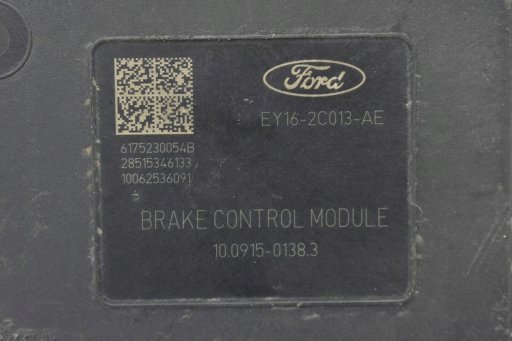 Ford
EY16-2C013-AE
6175230054B
28515346133
10062536091
BRAKE CONTROL MODULE
10.0915-0138.3